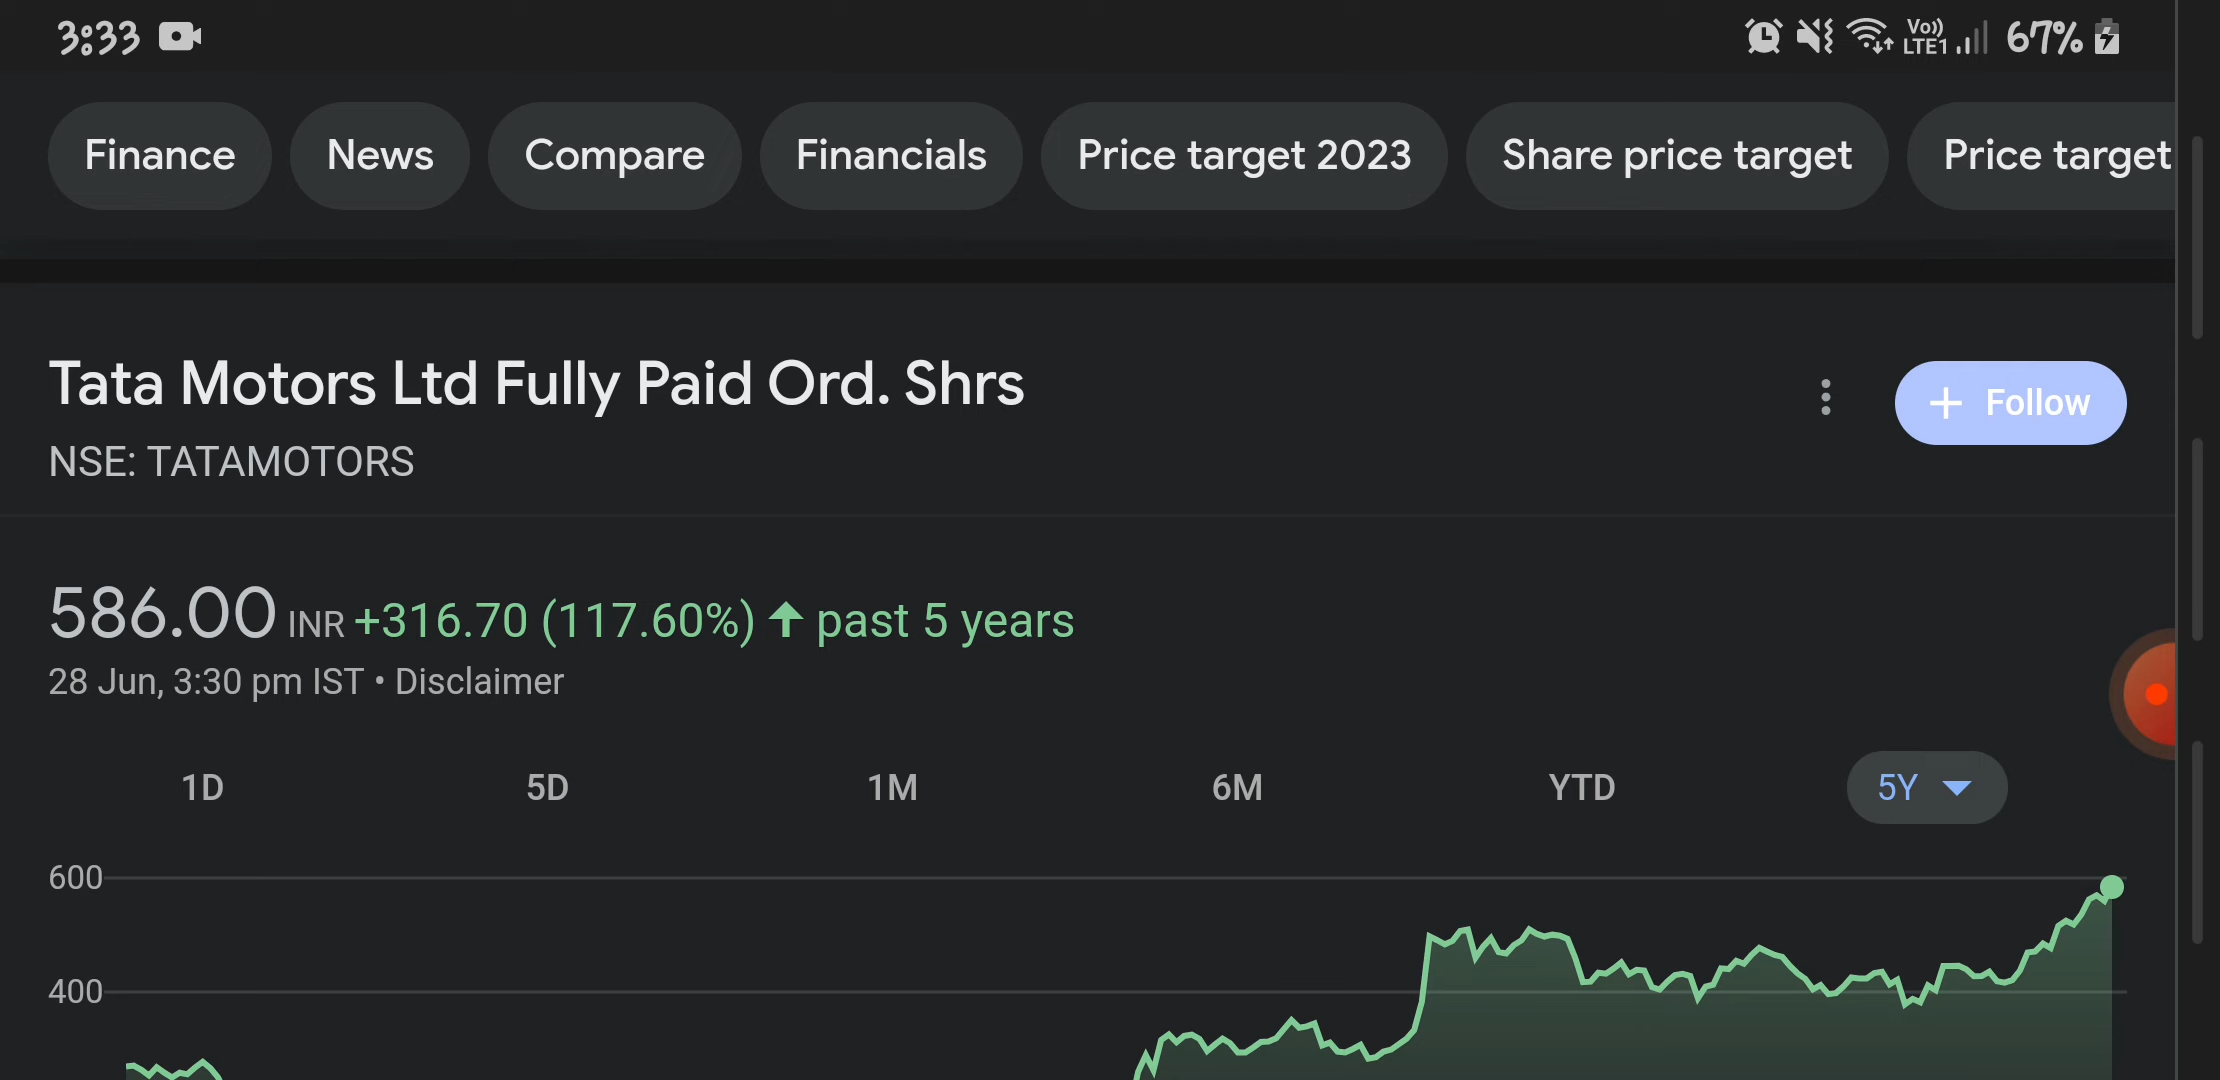 3:33 Vo)) LTE1 67%
Finance News Compare Financials Price target 2023 Share price target Price target
Tata Motors Ltd Fully Paid Ord. Shrs
+ Follow
NSE: TATAMOTORS
586.00 INR +316.70 (117.60%) ↑ past 5 years
28 Jun, 3:30 pm IST • Disclaimer
1D 5D 1M 6M YTD 5Y
600
400